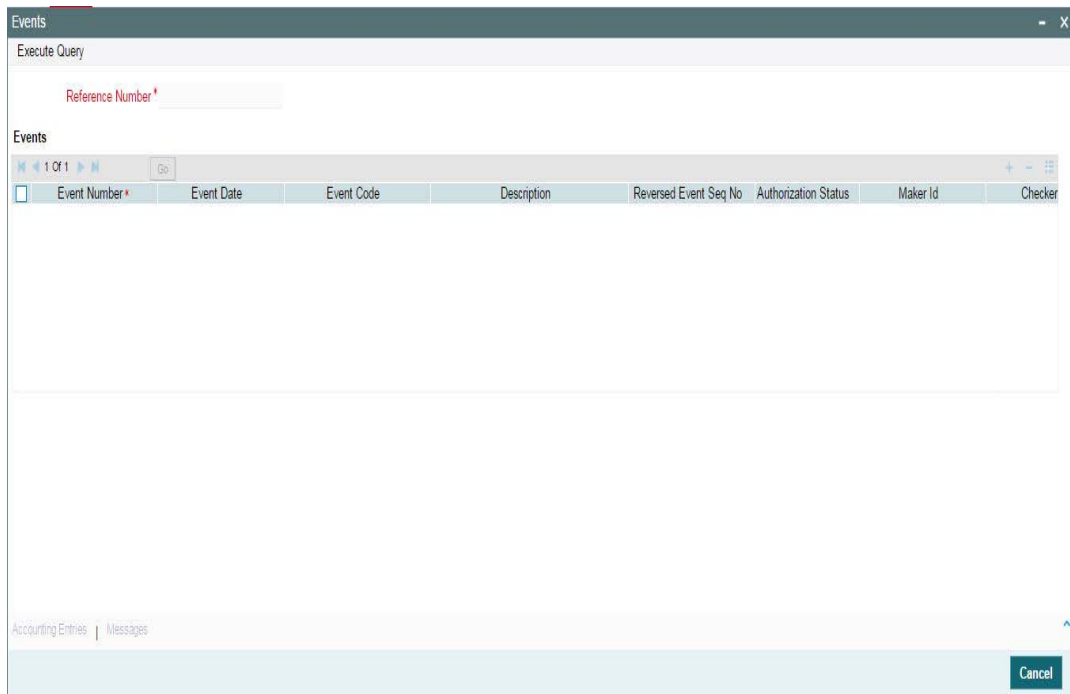 Events
Execute Query
Reference Number *
Events
1 Of 1 Go
Event Number * Event Date Event Code Description Reversed Event Seq No Authorization Status Maker Id Checker
Accounting Entries | Messages
Cancel